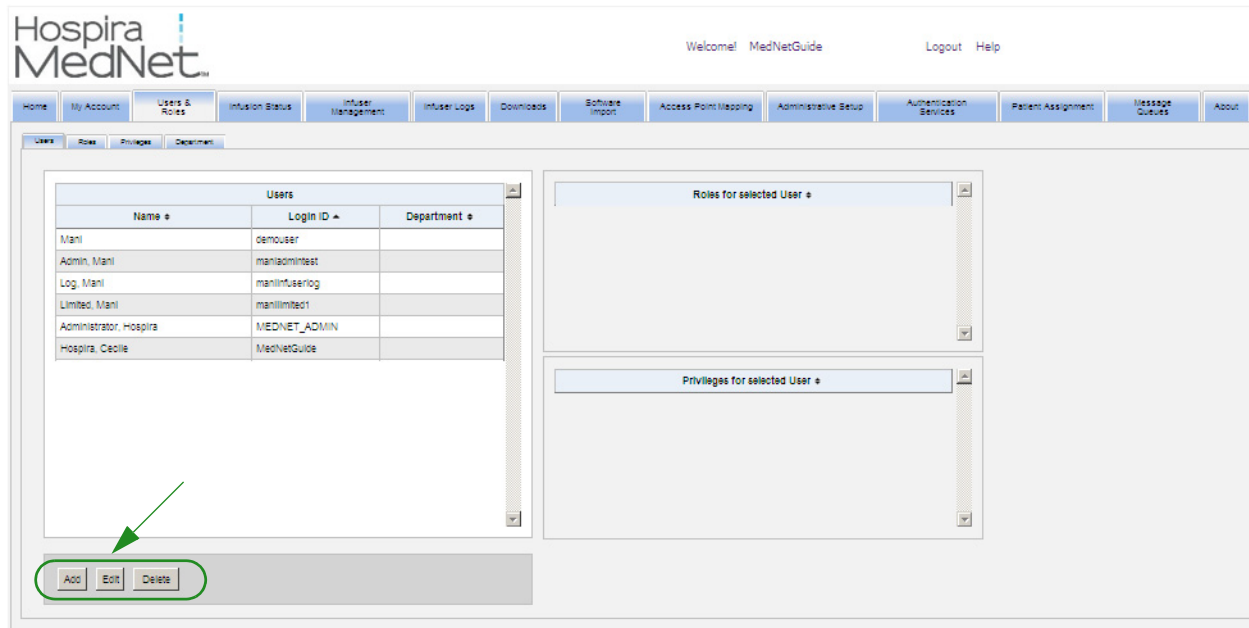 Hospira
MedNet™
Welcome! MedNetGuide
Logout Help
Home
My Account
Users &
Roles
Infusion Status
Infuser
Management
Infuser Logs
Downloads
Software
Import
Access Point Mapping
Administrative Setup
Authentication
Services
Patient Assignment
Message
Queues
About
Users
Roles
Privileges
Department
Users
Name Login ID Department
Mani demouser
Admin, Mani maniadmintest
Log, Mani maniinfuserlog
Limited, Mani manilimited1
Administrator, Hospira MEDNET_ADMIN
Hospira, Cecile MedNetGuide
Roles for selected User
Privileges for selected User
Add Edit Delete